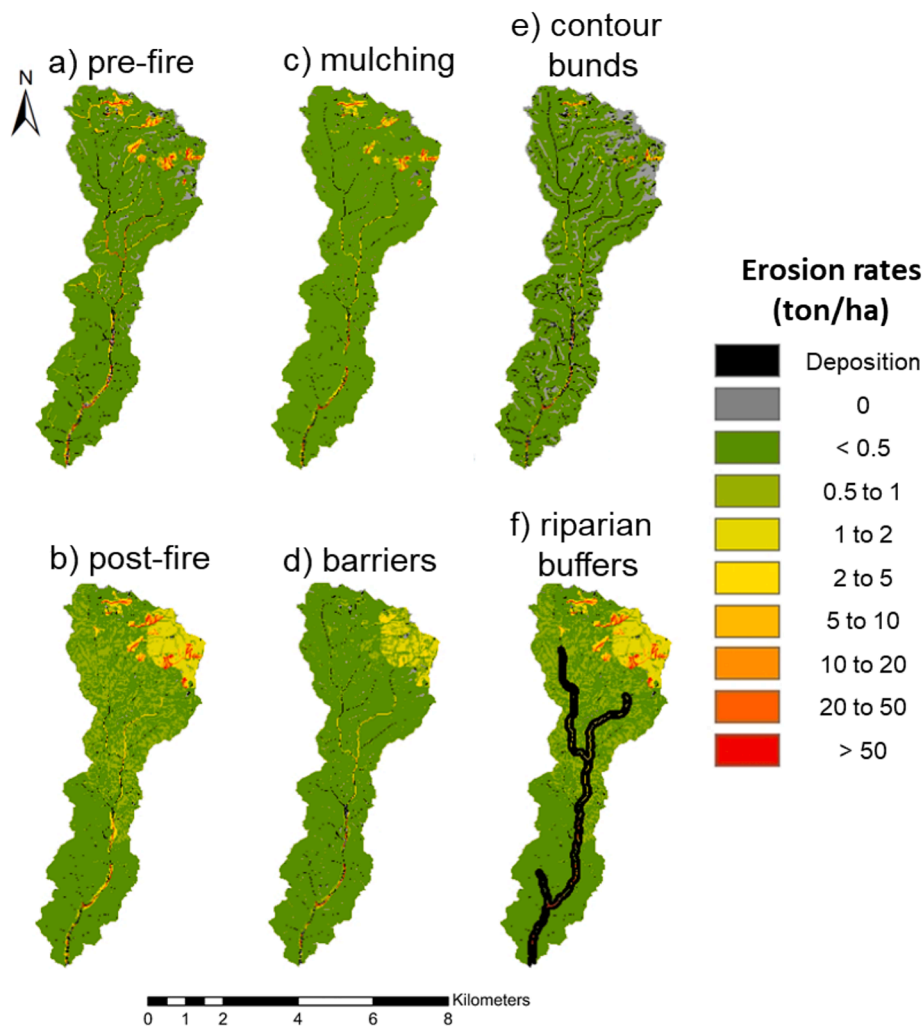 e) contour
bunds
a) pre-fire
c) mulching
N
Erosion rates
(ton/ha)
Deposition
0
< 0.5
0.5 to 1
1 to 2
2 to 5
5 to 10
10 to 20
20 to 50
> 50
f) riparian
buffers
b) post-fire
d) barriers
Kilometers
0 1 2 4 6 8